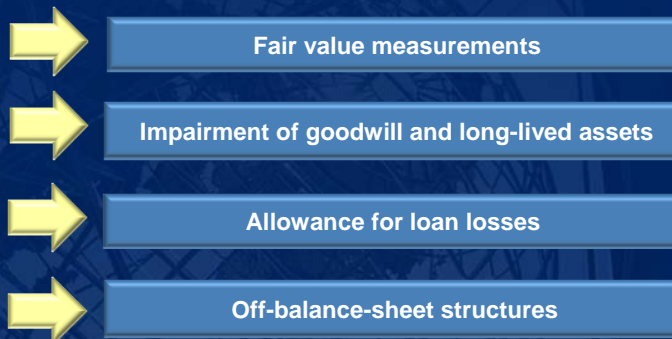 Fair value measurements
Impairment of goodwill and long-lived assets
Allowance for loan losses
Off-balance-sheet structures